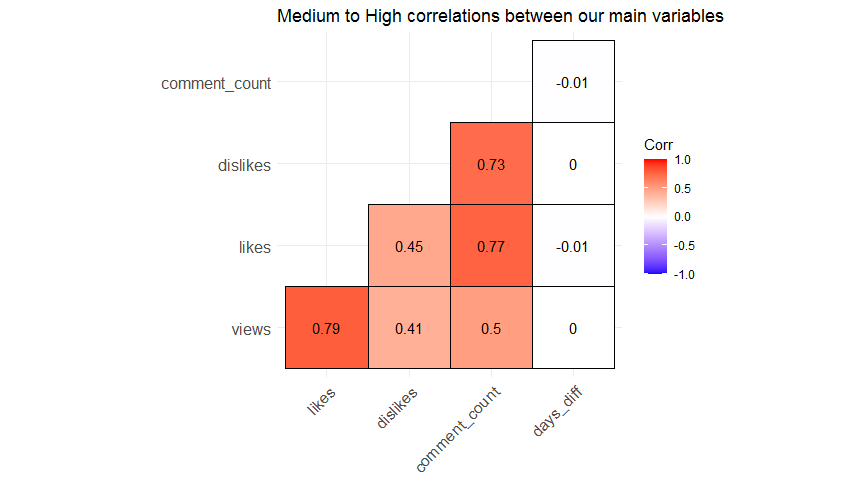 Medium to High correlations between our main variables
comment_count
-0.01
dislikes
0.73
0
likes
0.45
0.77
-0.01
views
0.79
0.41
0.5
0
likes
dislikes
comment_count
days_diff
Corr
1.0
0.5
0.0
-0.5
-1.0